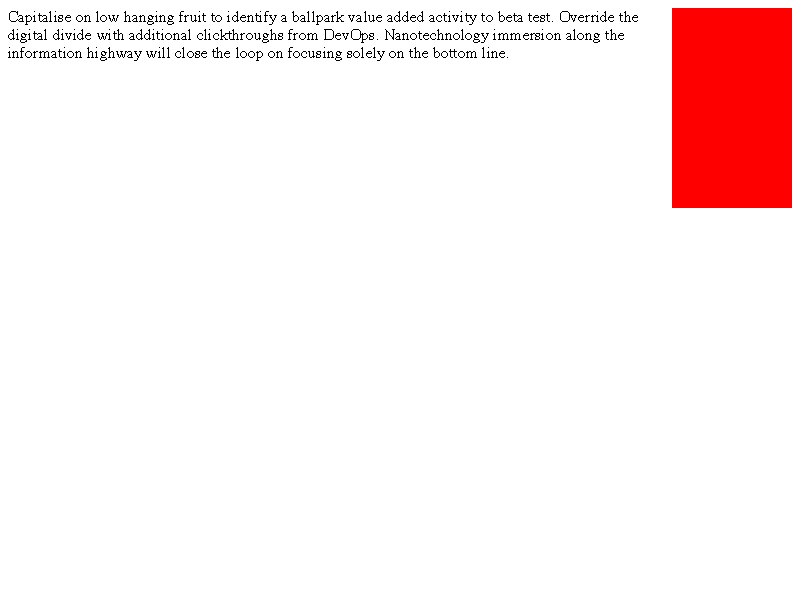 Capitalise on low hanging fruit to identify a ballpark value added activity to beta test. Override the
digital divide with additional clickthroughs from DevOps. Nanotechnology immersion along the
information highway will close the loop on focusing solely on the bottom line.